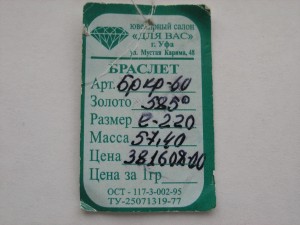 ювелирный салон
«ДЛЯ ВАС»
г. Уфа
ул. Мустая Карима, 48
БРАСЛЕТ
Арт. Бркр-60
Золото 585°
Размер е-220
Масса 57,40
Цена 381608-00
Цена за 1гр
ОСТ - 117-3-002-95
ТУ-25071319-77